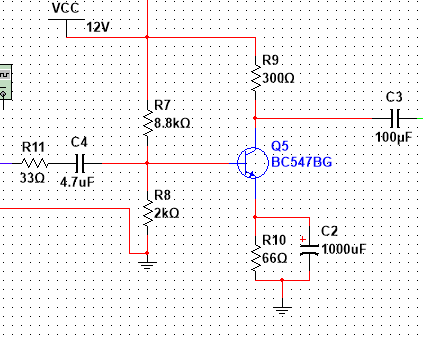 VCC
12V
R9
300Ω
R7
8.8kΩ
C3
100µF
R11
33Ω
C4
4.7uF
Q5
BC547BG
R8
2kΩ
R10
66Ω
+
C2
1000uF